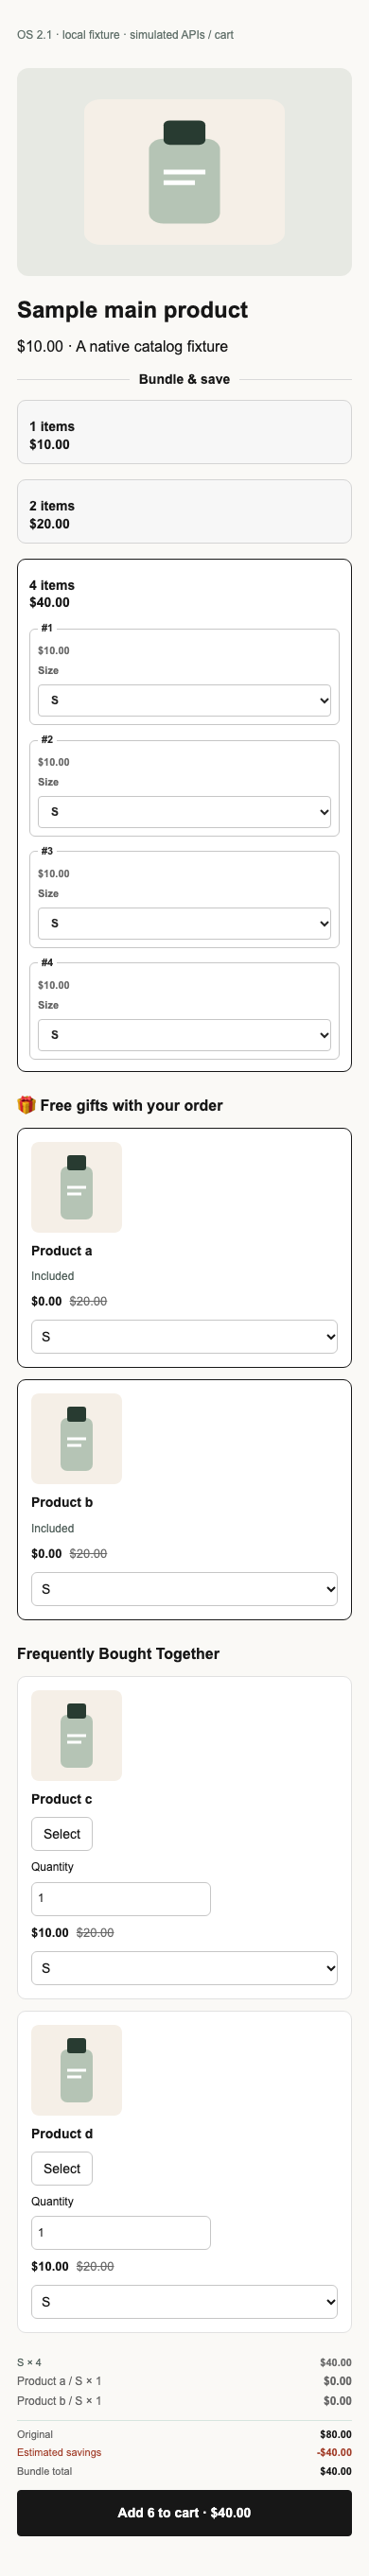 OS 2.1 · local fixture · simulated APIs / cart
Sample main product
$10.00 · A native catalog fixture
Bundle & save
1 items
$10.00
2 items
$20.00
4 items
$40.00
#1
$10.00
Size
S
#2
$10.00
Size
S
#3
$10.00
Size
S
#4
$10.00
Size
S
🎁 Free gifts with your order
Product a
Included
$0.00 $20.00
S
Product b
Included
$0.00 $20.00
S
Frequently Bought Together
Product c
Select
Quantity
1
$10.00 $20.00
S
Product d
Select
Quantity
1
$10.00 $20.00
S
S × 4 $40.00
Product a / S × 1 $0.00
Product b / S × 1 $0.00
Original $80.00
Estimated savings -$40.00
Bundle total $40.00
Add 6 to cart · $40.00